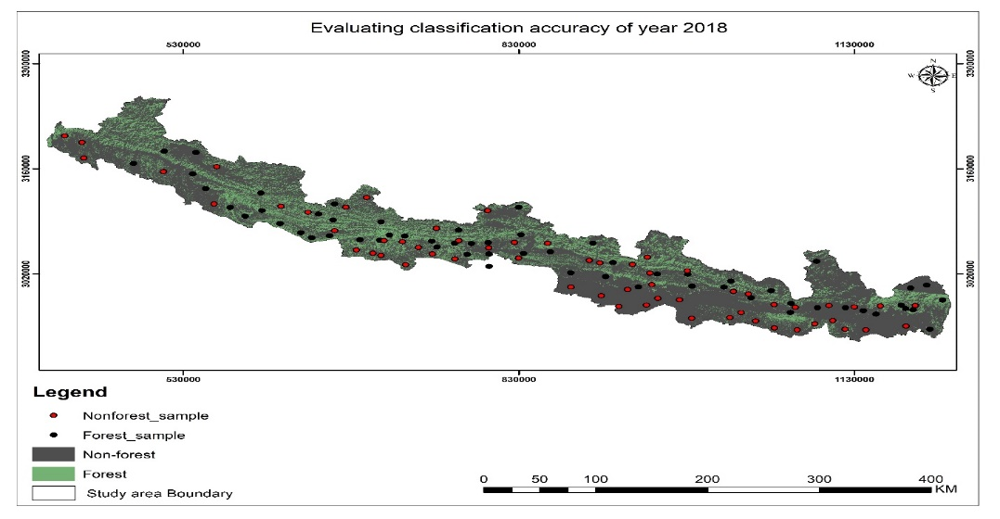 Evaluating classification accuracy of year 2018
530000 830000 1130000
3300000 3300000
N
W E
S
3160000 3160000
3020000 3020000
530000 830000 1130000
Legend
Nonforest_sample
Forest_sample
Non-forest
Forest
Study area Boundary
0 50 100 200 300 400
KM